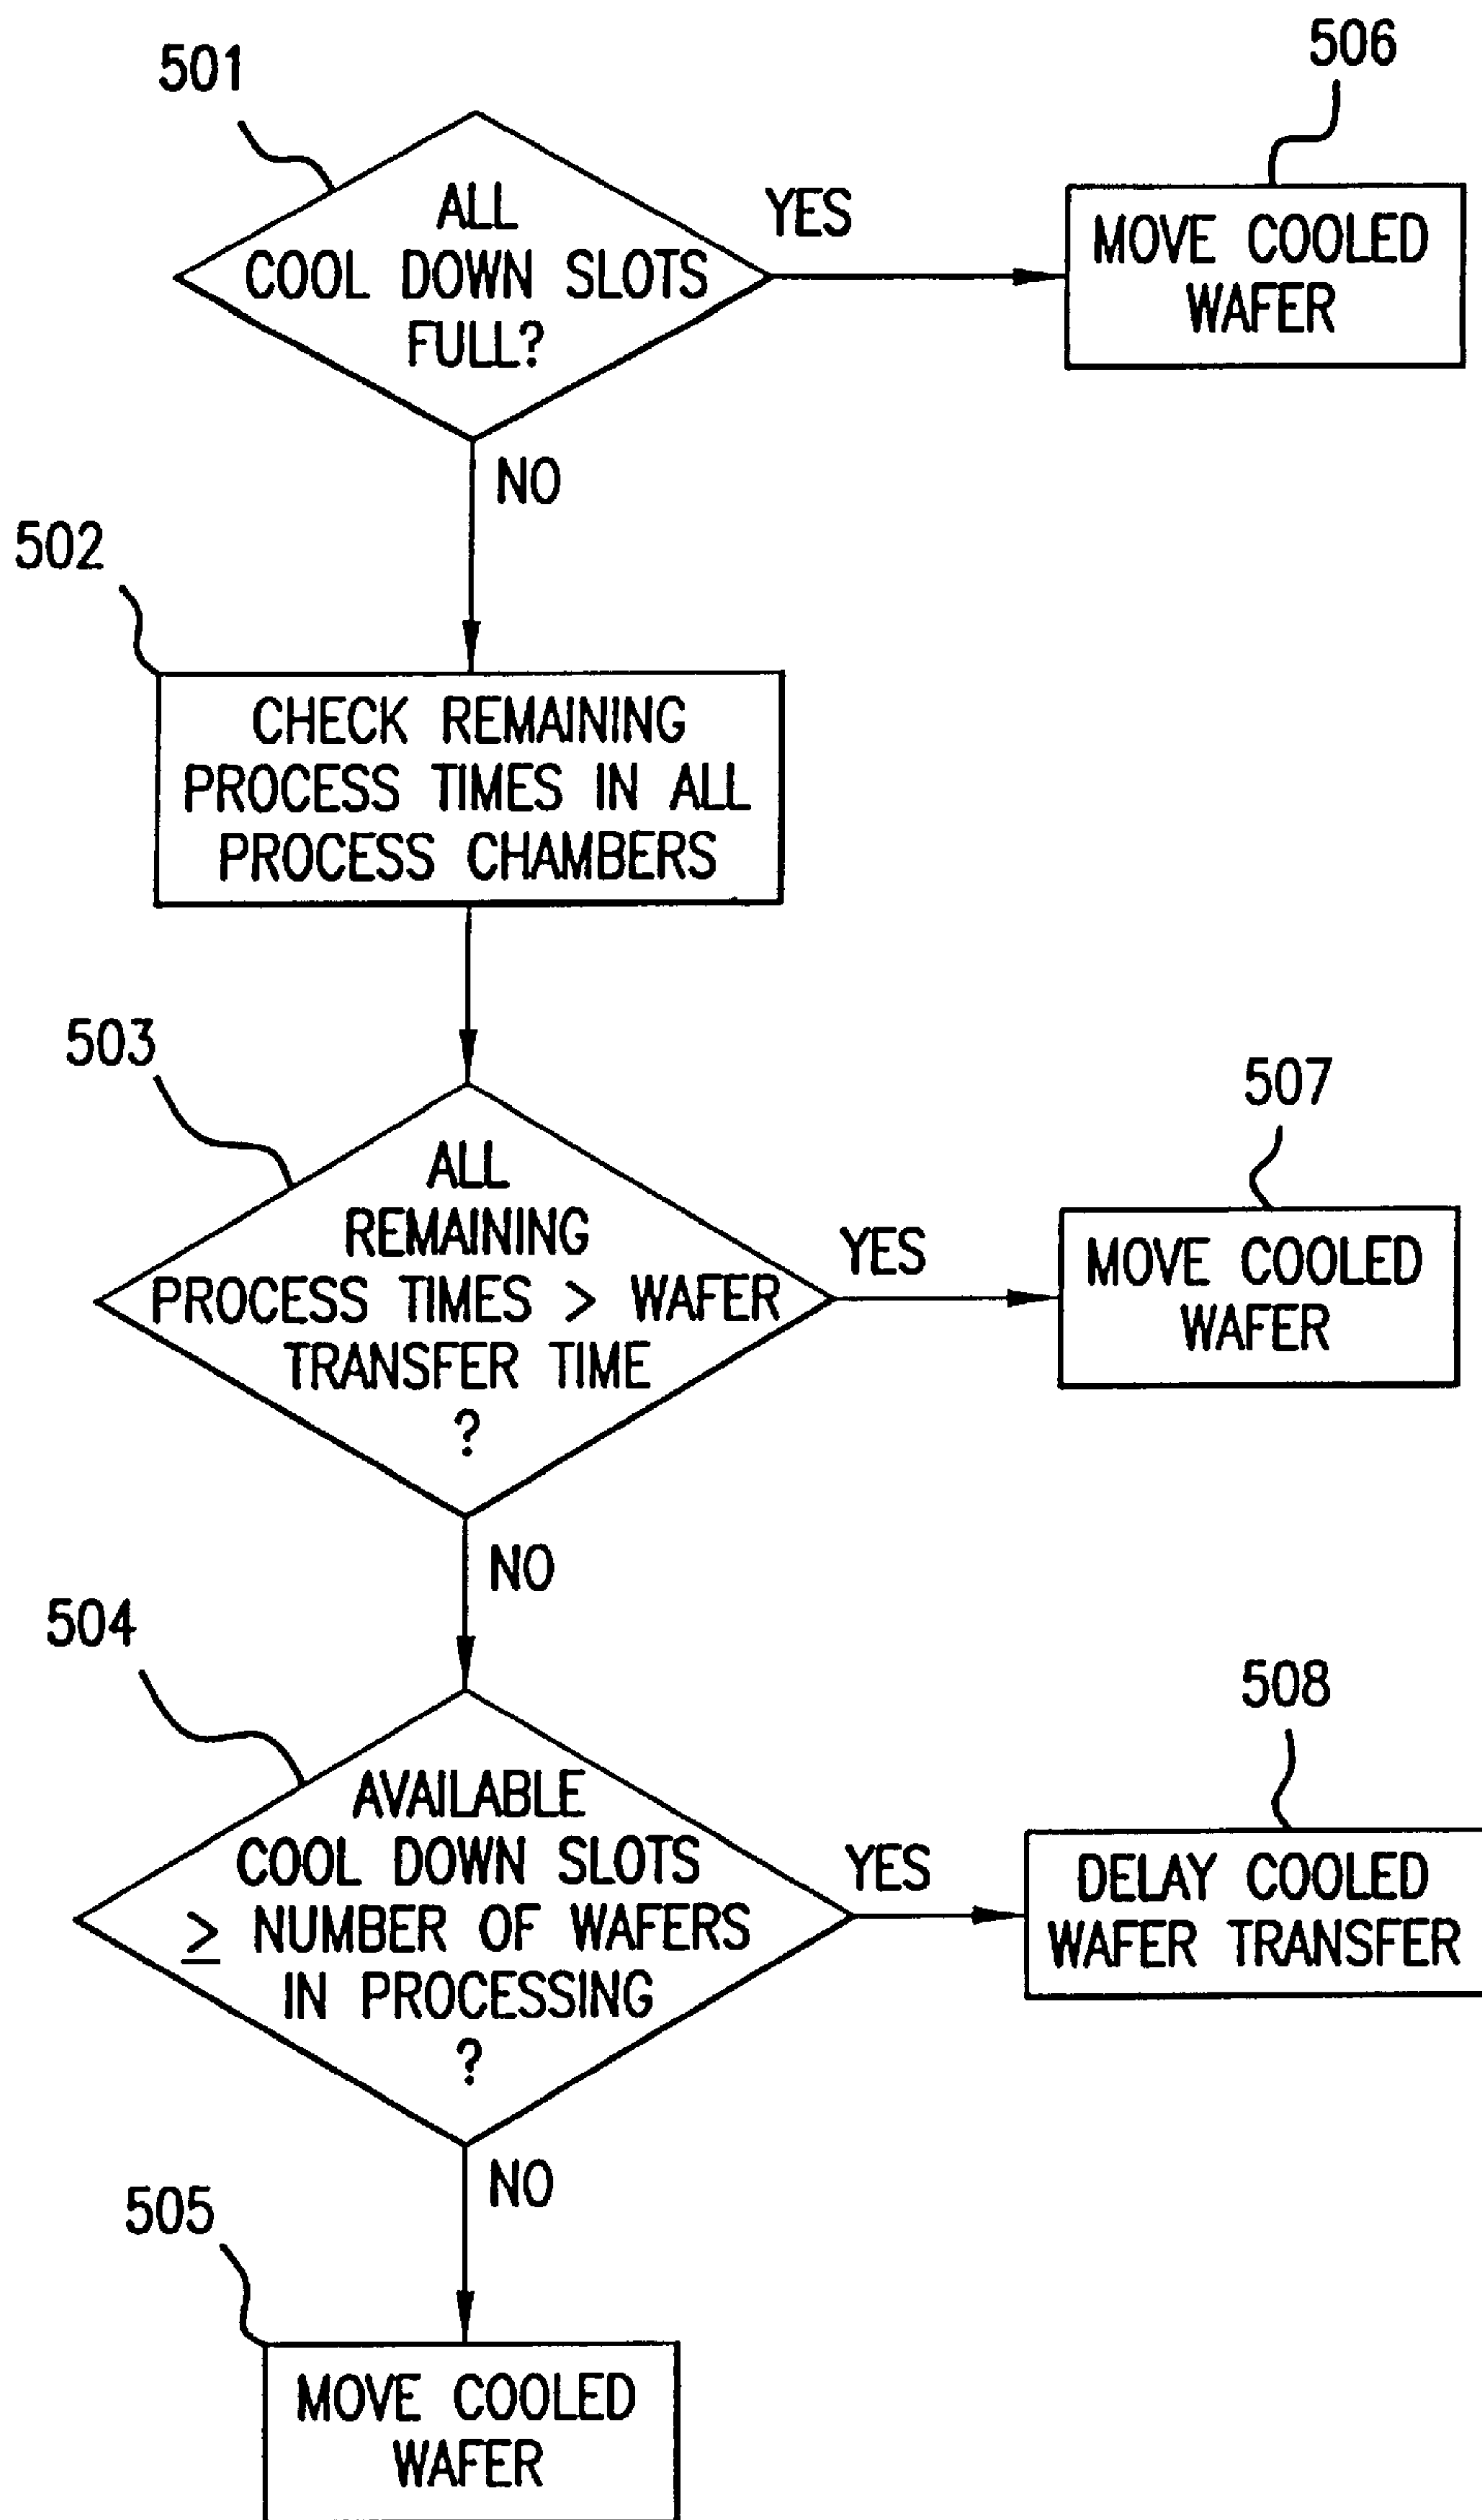 501
506
ALL
COOL DOWN SLOTS
FULL?
YES
MOVE COOLED
WAFER
NO
502
CHECK REMAINING
PROCESS TIMES IN ALL
PROCESS CHAMBERS
503
507
ALL
REMAINING
PROCESS TIMES > WAFER
TRANSFER TIME
?
YES
MOVE COOLED
WAFER
NO
504
508
AVAILABLE
COOL DOWN SLOTS
≥ NUMBER OF WAFERS
IN PROCESSING
?
YES
DELAY COOLED
WAFER TRANSFER
NO
505
MOVE COOLED
WAFER